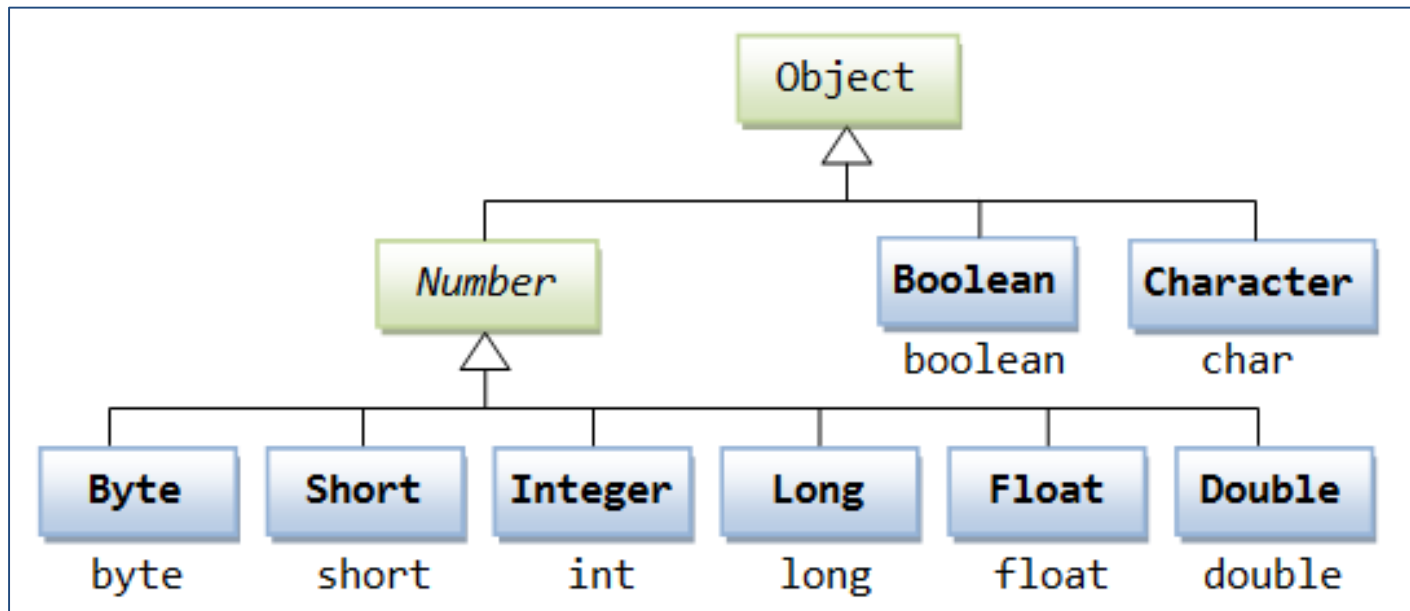 Object
Number
Boolean
Character
boolean
char
Byte
Short
Integer
Long
Float
Double
byte
short
int
long
float
double